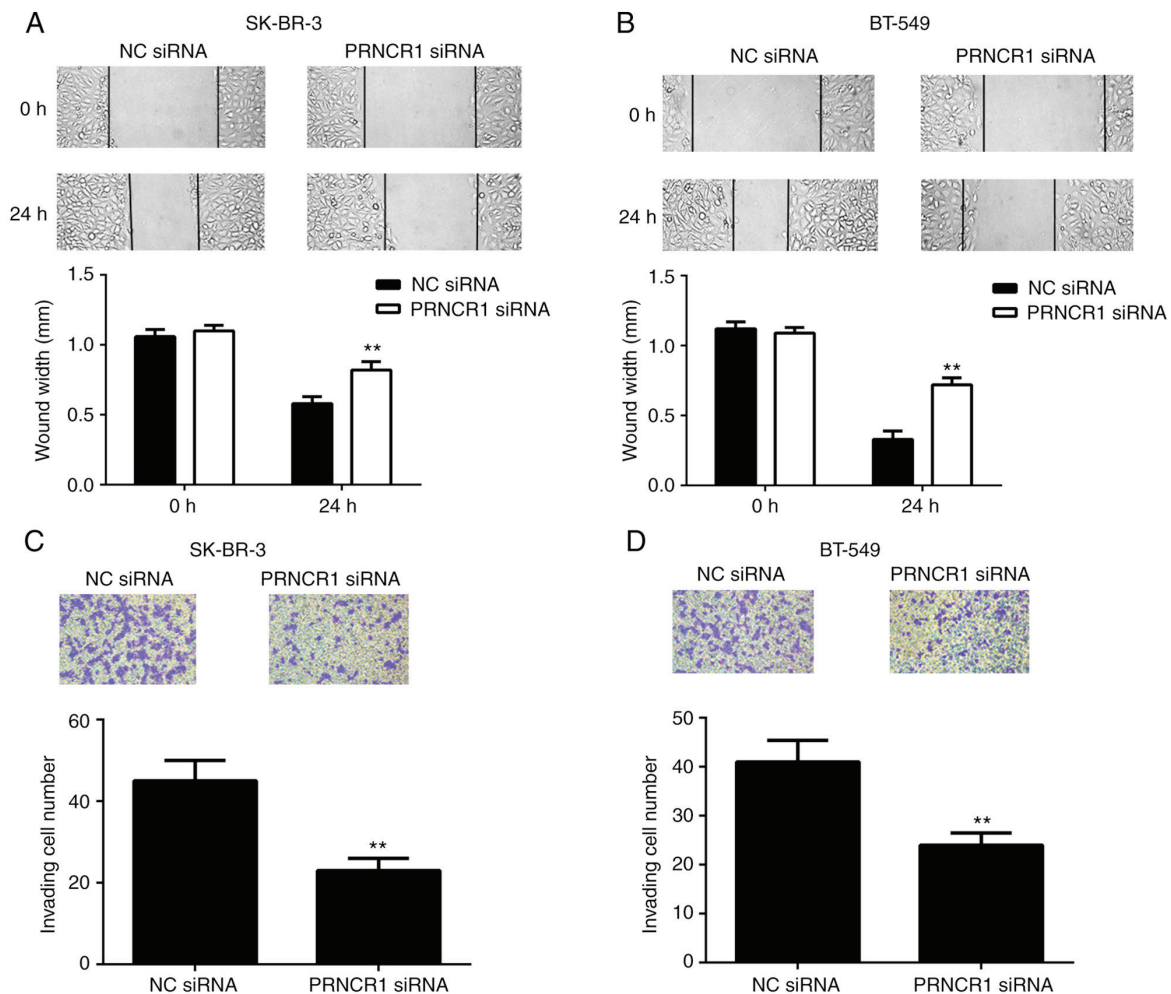 A
SK-BR-3
NC siRNA
PRNCR1 siRNA
0 h
24 h
1.5
1.0
0.5
0.0
Wound width (mm)
NC siRNA
PRNCR1 siRNA
**
0 h
24 h
B
BT-549
NC siRNA
PRNCR1 siRNA
0 h
24 h
1.5
1.0
0.5
0.0
Wound width (mm)
NC siRNA
PRNCR1 siRNA
**
0 h
24 h
C
SK-BR-3
NC siRNA
PRNCR1 siRNA
60
40
20
0
Invading cell number
**
NC siRNA
PRNCR1 siRNA
D
BT-549
NC siRNA
PRNCR1 siRNA
50
40
30
20
10
0
Invading cell number
**
NC siRNA
PRNCR1 siRNA